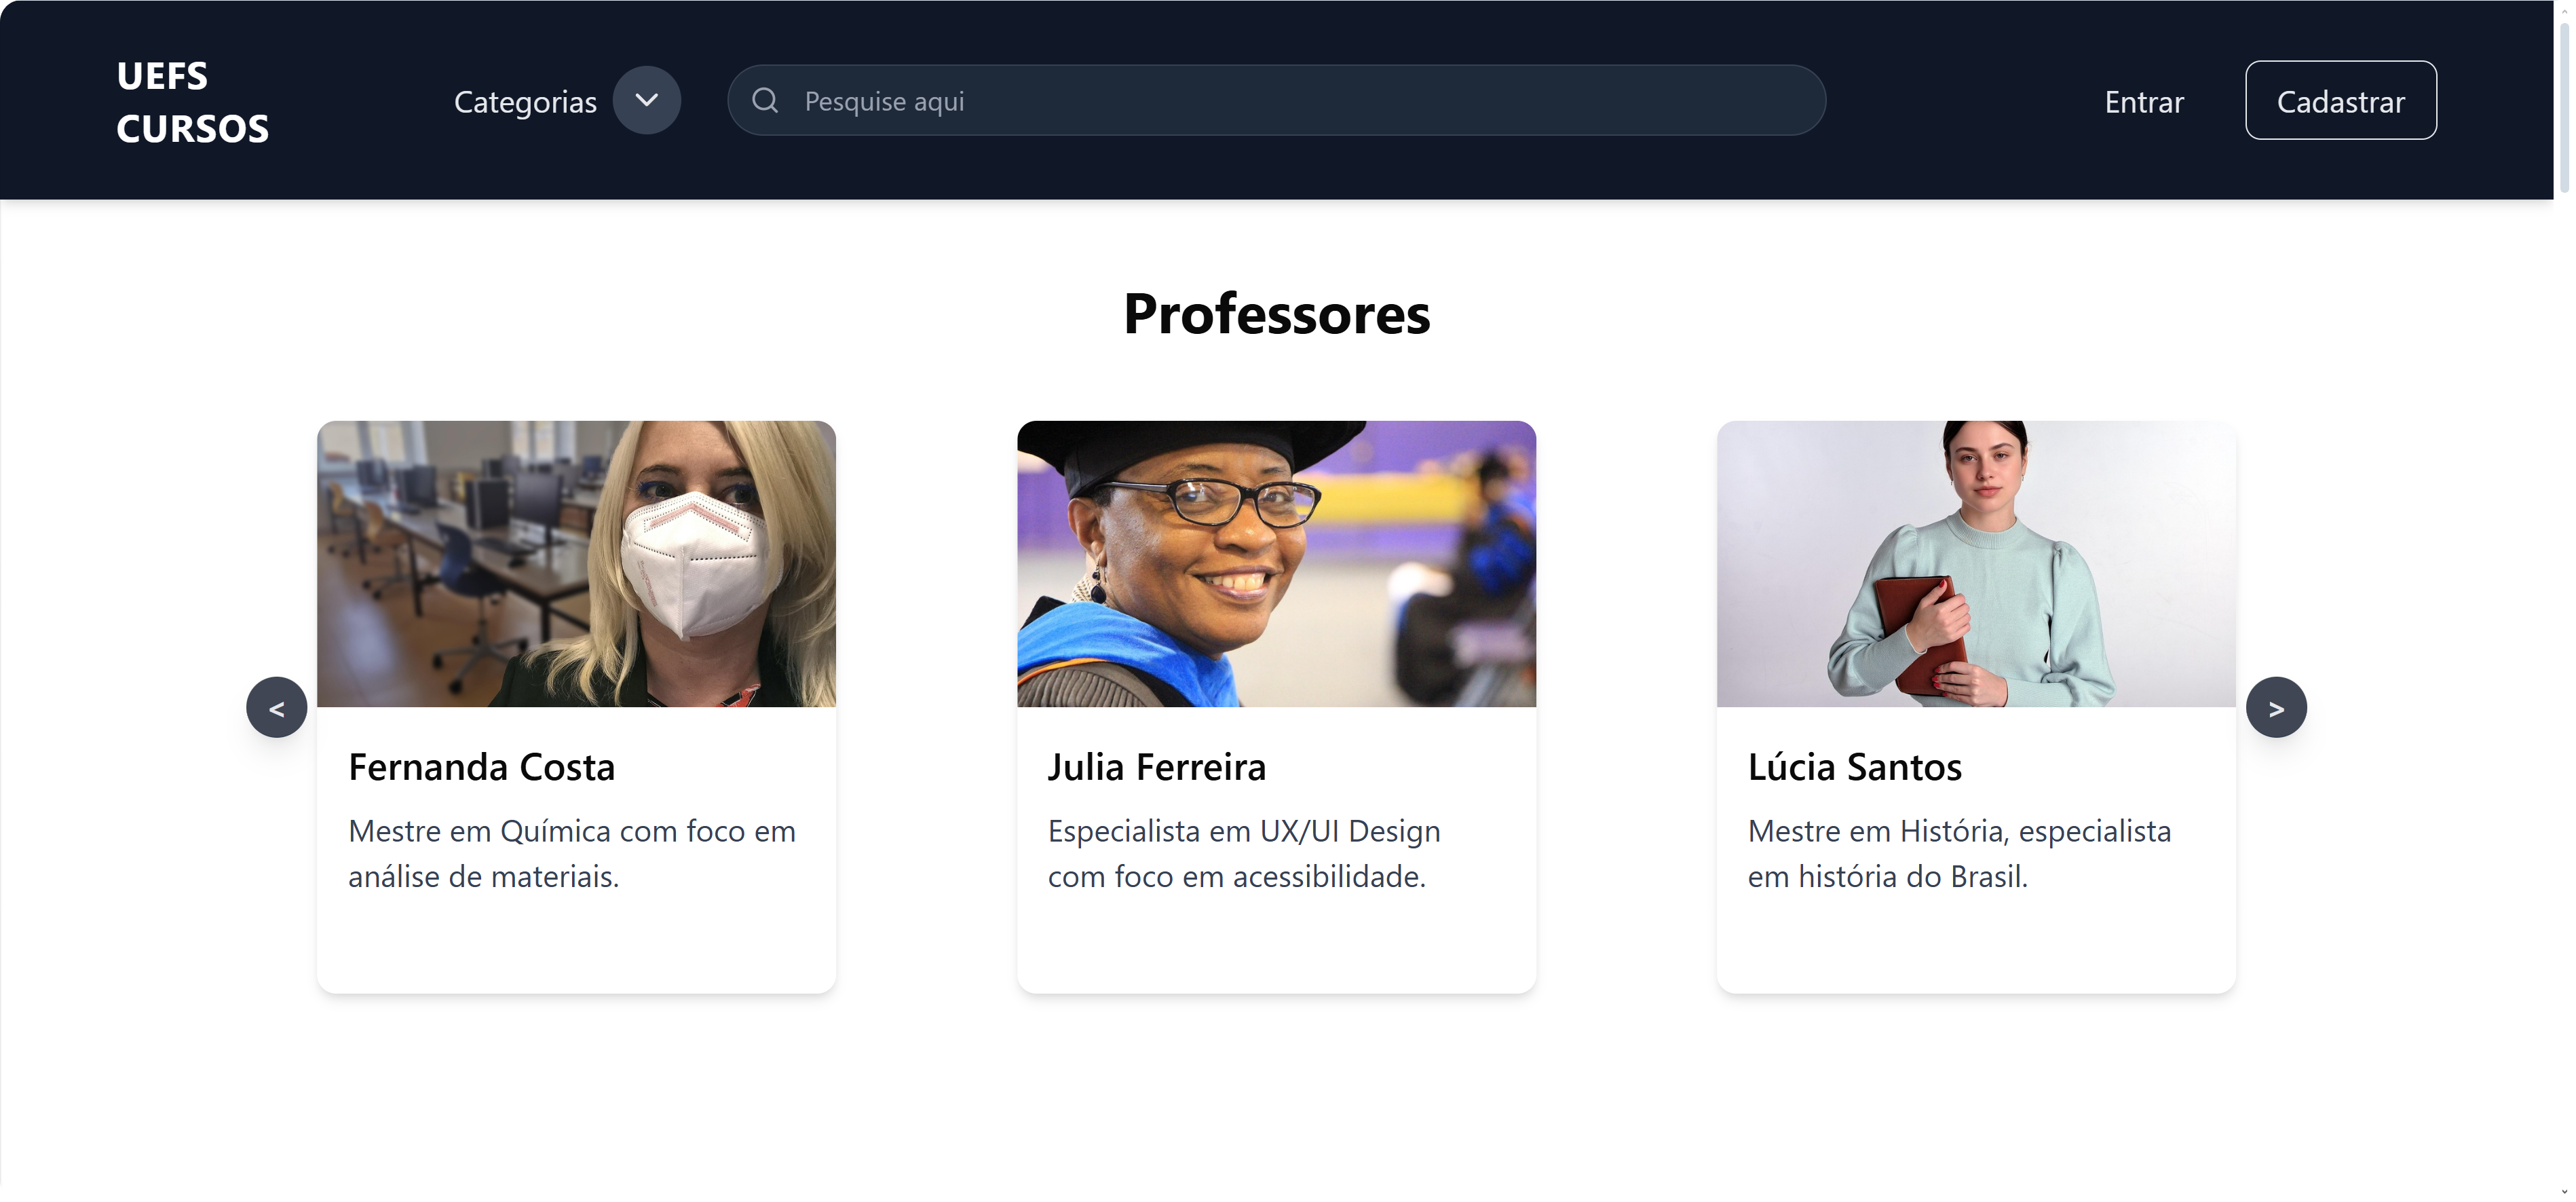 UEFS
CURSOS
Categorias
Pesquise aqui
Entrar
Cadastrar
Professores
<
>
Fernanda Costa
Mestre em Química com foco em
análise de materiais.
Julia Ferreira
Especialista em UX/UI Design
com foco em acessibilidade.
Lúcia Santos
Mestre em História, especialista
em história do Brasil.